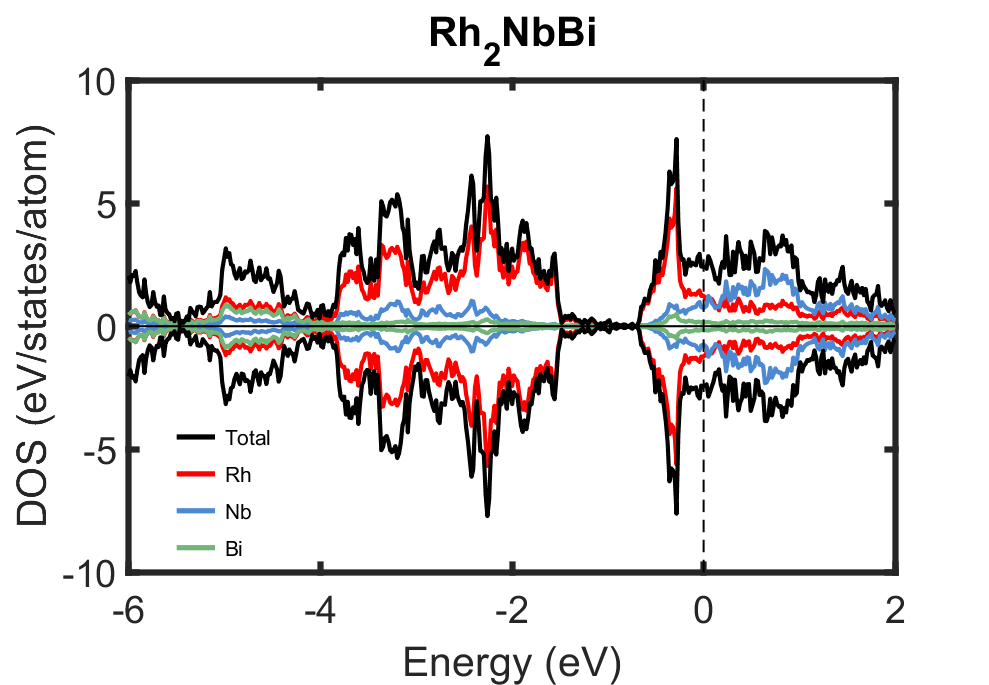 Rh2NbBi
10
5
0
-5
-10
DOS (eV/states/atom)
Total
Rh
Nb
Bi
-6
-4
-2
0
2
Energy (eV)